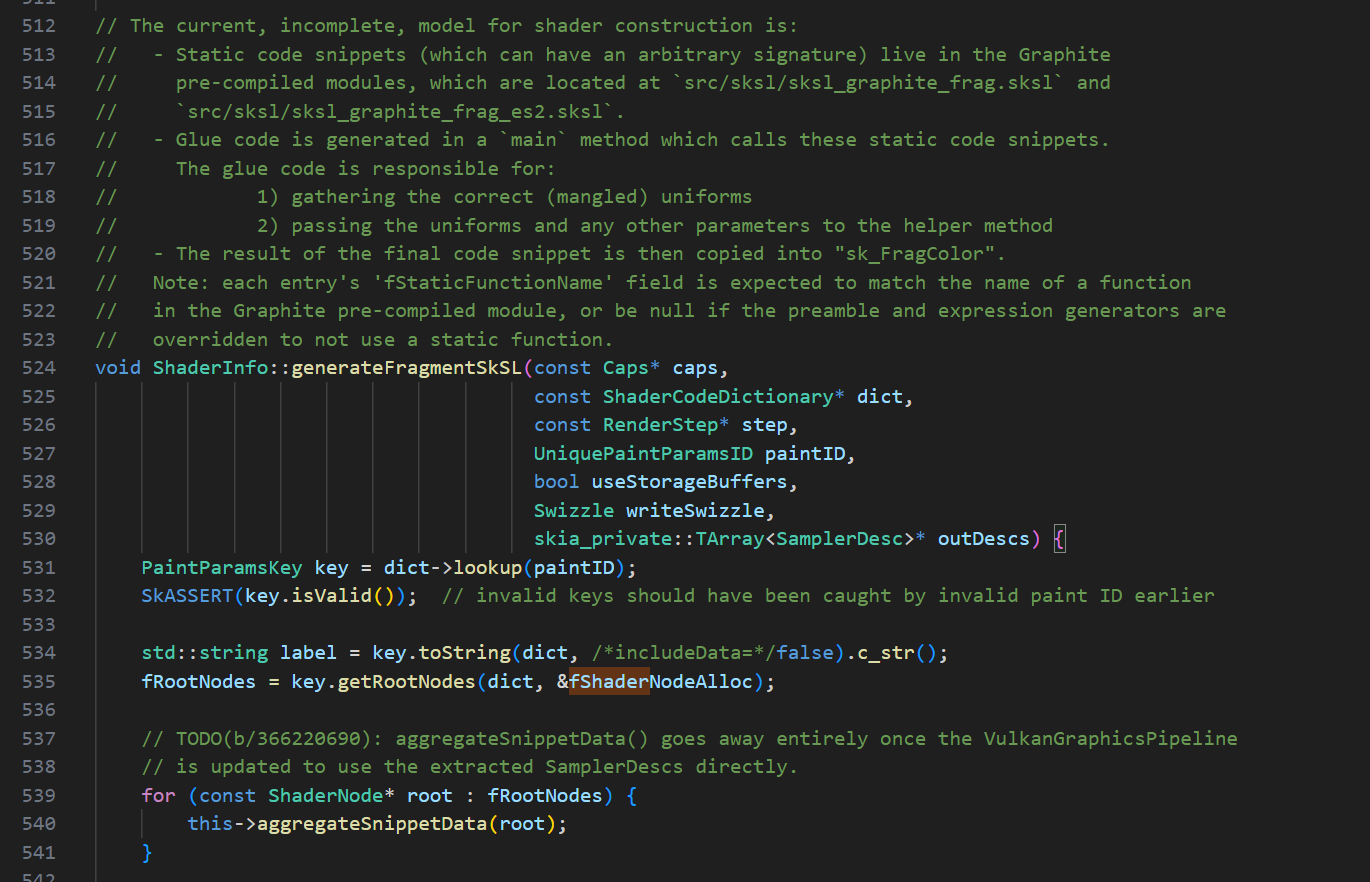 511
512 // The current, incomplete, model for shader construction is:
513 //   - Static code snippets (which can have an arbitrary signature) live in the Graphite
514 //     pre-compiled modules, which are located at `src/sksl/sksl_graphite_frag.sksl` and
515 //     `src/sksl/sksl_graphite_frag_es2.sksl`.
516 //   - Glue code is generated in a `main` method which calls these static code snippets.
517 //     The glue code is responsible for:
518 //            1) gathering the correct (mangled) uniforms
519 //            2) passing the uniforms and any other parameters to the helper method
520 //   - The result of the final code snippet is then copied into "sk_FragColor".
521 //   Note: each entry's 'fStaticFunctionName' field is expected to match the name of a function
522 //   in the Graphite pre-compiled module, or be null if the preamble and expression generators are
523 //   overridden to not use a static function.
524 void ShaderInfo::generateFragmentSkSL(const Caps* caps,
525                                       const ShaderCodeDictionary* dict,
526                                       const RenderStep* step,
527                                       UniquePaintParamsID paintID,
528                                       bool useStorageBuffers,
529                                       Swizzle writeSwizzle,
530                                       skia_private::TArray<SamplerDesc>* outDescs) {
531     PaintParamsKey key = dict->lookup(paintID);
532     SkASSERT(key.isValid());  // invalid keys should have been caught by invalid paint ID earlier
533
534     std::string label = key.toString(dict, /*includeData=*/false).c_str();
535     fRootNodes = key.getRootNodes(dict, &fShaderNodeAlloc);
536
537     // TODO(b/366220690): aggregateSnippetData() goes away entirely once the VulkanGraphicsPipeline
538     // is updated to use the extracted SamplerDescs directly.
539     for (const ShaderNode* root : fRootNodes) {
540         this->aggregateSnippetData(root);
541     }
542